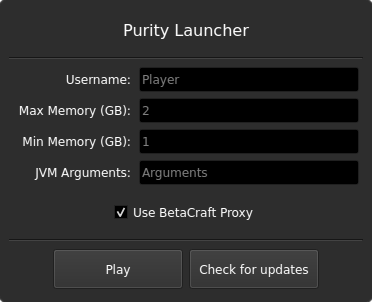 Purity Launcher
Username: Player
Max Memory (GB): 2
Min Memory (GB): 1
JVM Arguments: Arguments
Use BetaCraft Proxy
Play Check for updates